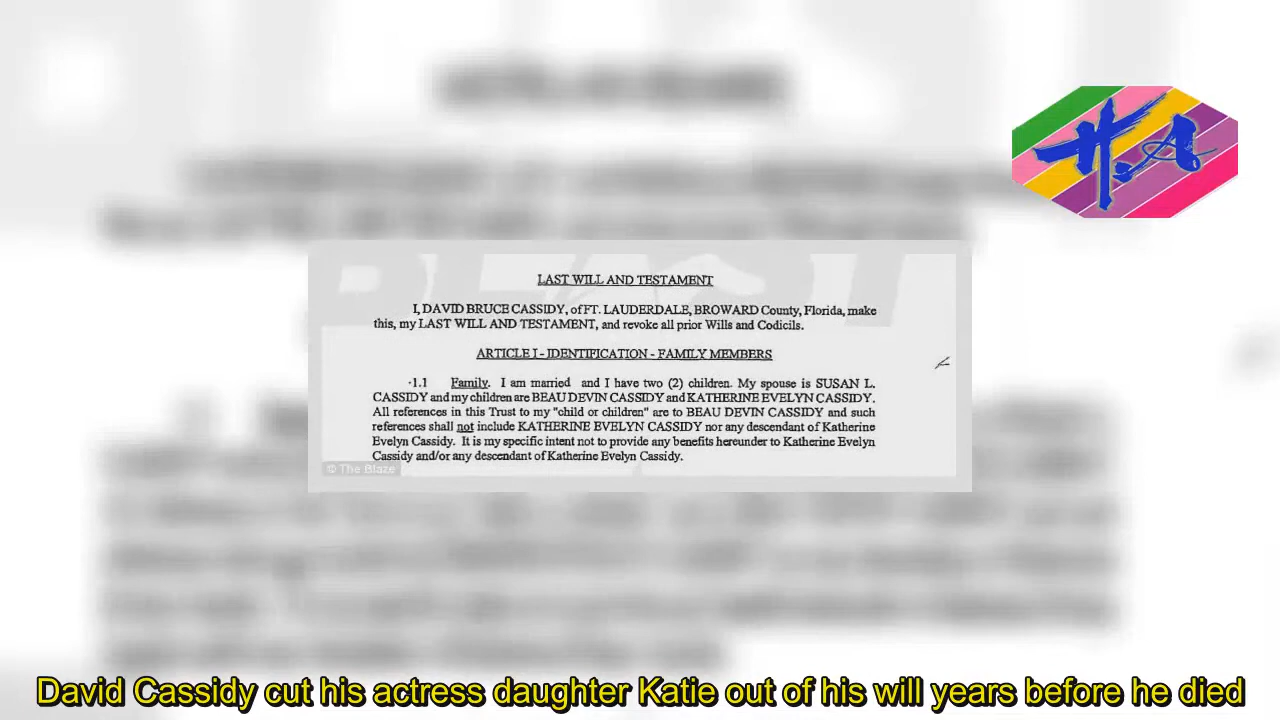 H.A
BLAST
LAST WILL AND TESTAMENT
I, DAVID BRUCE CASSIDY, of FT. LAUDERDALE, BROWARD County, Florida, make
this, my LAST WILL AND TESTAMENT, and revoke all prior Wills and Codicils.
ARTICLE I - IDENTIFICATION - FAMILY MEMBERS
1.1 Family. I am married and I have two (2) children. My spouse is SUSAN L.
CASSIDY and my children are BEAU DEVIN CASSIDY and KATHERINE EVELYN CASSIDY.
All references in this Trust to my "child or children" are to BEAU DEVIN CASSIDY and such
references shall not include KATHERINE EVELYN CASSIDY nor any descendant of Katherine
Evelyn Cassidy. It is my specific intent not to provide any benefits hereunder to Katherine Evelyn
Cassidy and/or any descendant of Katherine Evelyn Cassidy.
© The Blaze
David Cassidy cut his actress daughter Katie out of his will years before he died